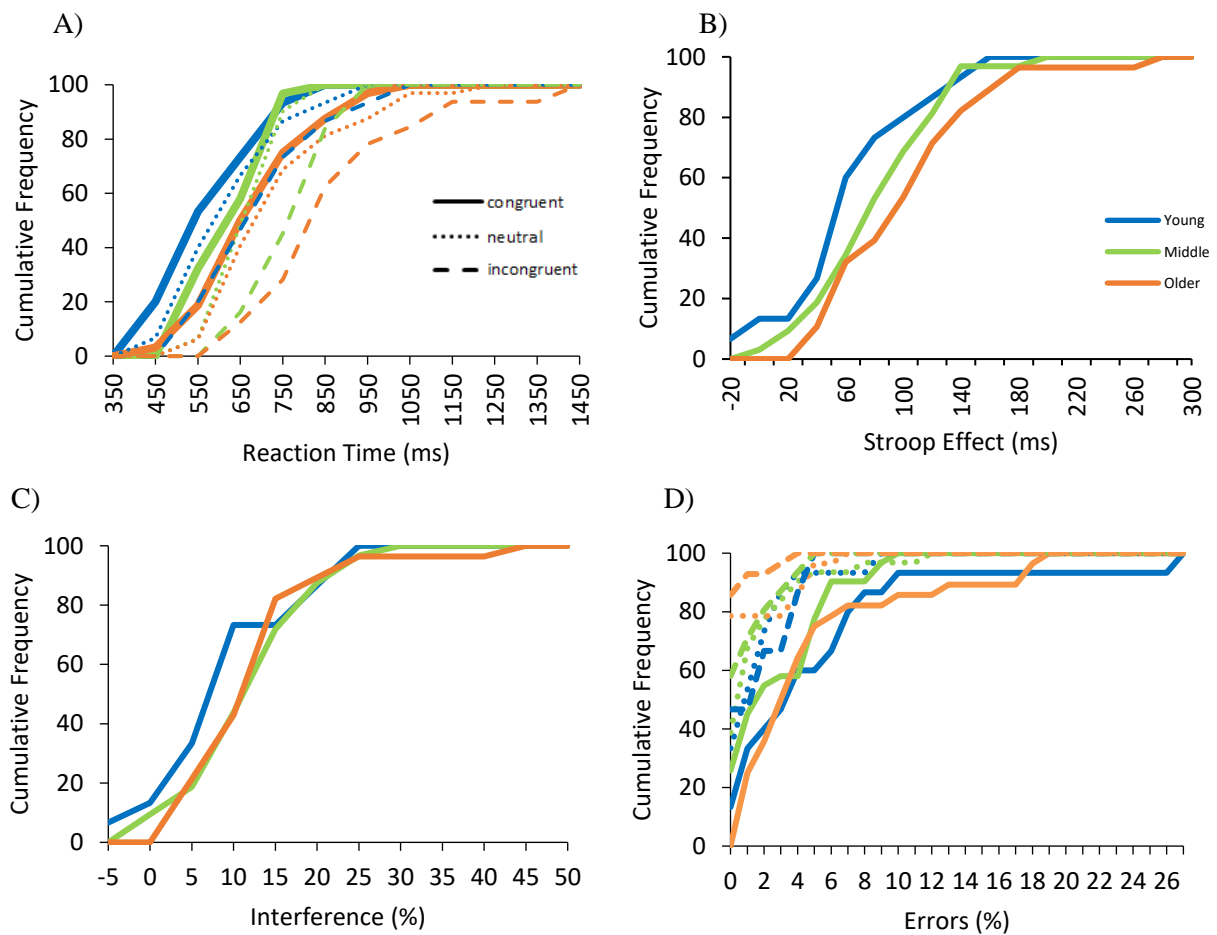 A)
100
80
60
40
20
0
Cumulative Frequency
congruent
neutral
incongruent
350 450 550 650 750 850 950 1050 1150 1250 1350 1450
Reaction Time (ms)
B)
100
80
60
40
20
0
Cumulative Frequency
Young
Middle
Older
-20 20 60 100 140 180 220 260 300
Stroop Effect (ms)
C)
100
80
60
40
20
0
Cumulative Frequency
-5 0 5 10 15 20 25 30 35 40 45 50
Interference (%)
D)
100
80
60
40
20
0
Cumulative Frequency
0 2 4 6 8 10 12 14 16 18 20 22 24 26
Errors (%)